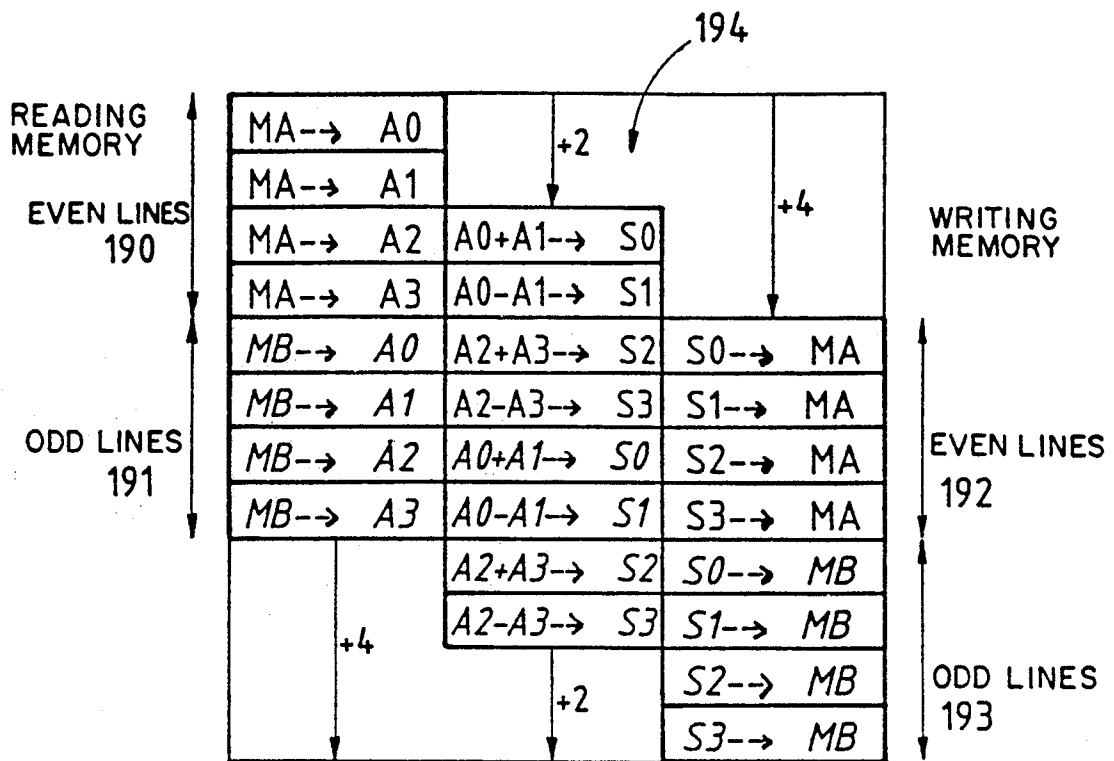 194
READING
MEMORY
EVEN LINES
190
ODD LINES
191
MA--→ A0
+2
+4
MA--→ A1
MA--→ A2 A0+A1--→ S0
MA--→ A3 A0-A1--→ S1
MB--→ A0 A2+A3--→ S2 S0--→ MA
MB--→ A1 A2-A3--→ S3 S1--→ MA
MB--→ A2 A0+A1--→ S0 S2--→ MA
MB--→ A3 A0-A1--→ S1 S3--→ MA
A2+A3--→ S2 S0--→ MB
A2-A3--→ S3 S1--→ MB
+4
S2--→ MB
+2
S3--→ MB
WRITING
MEMORY
EVEN LINES
192
ODD LINES
193